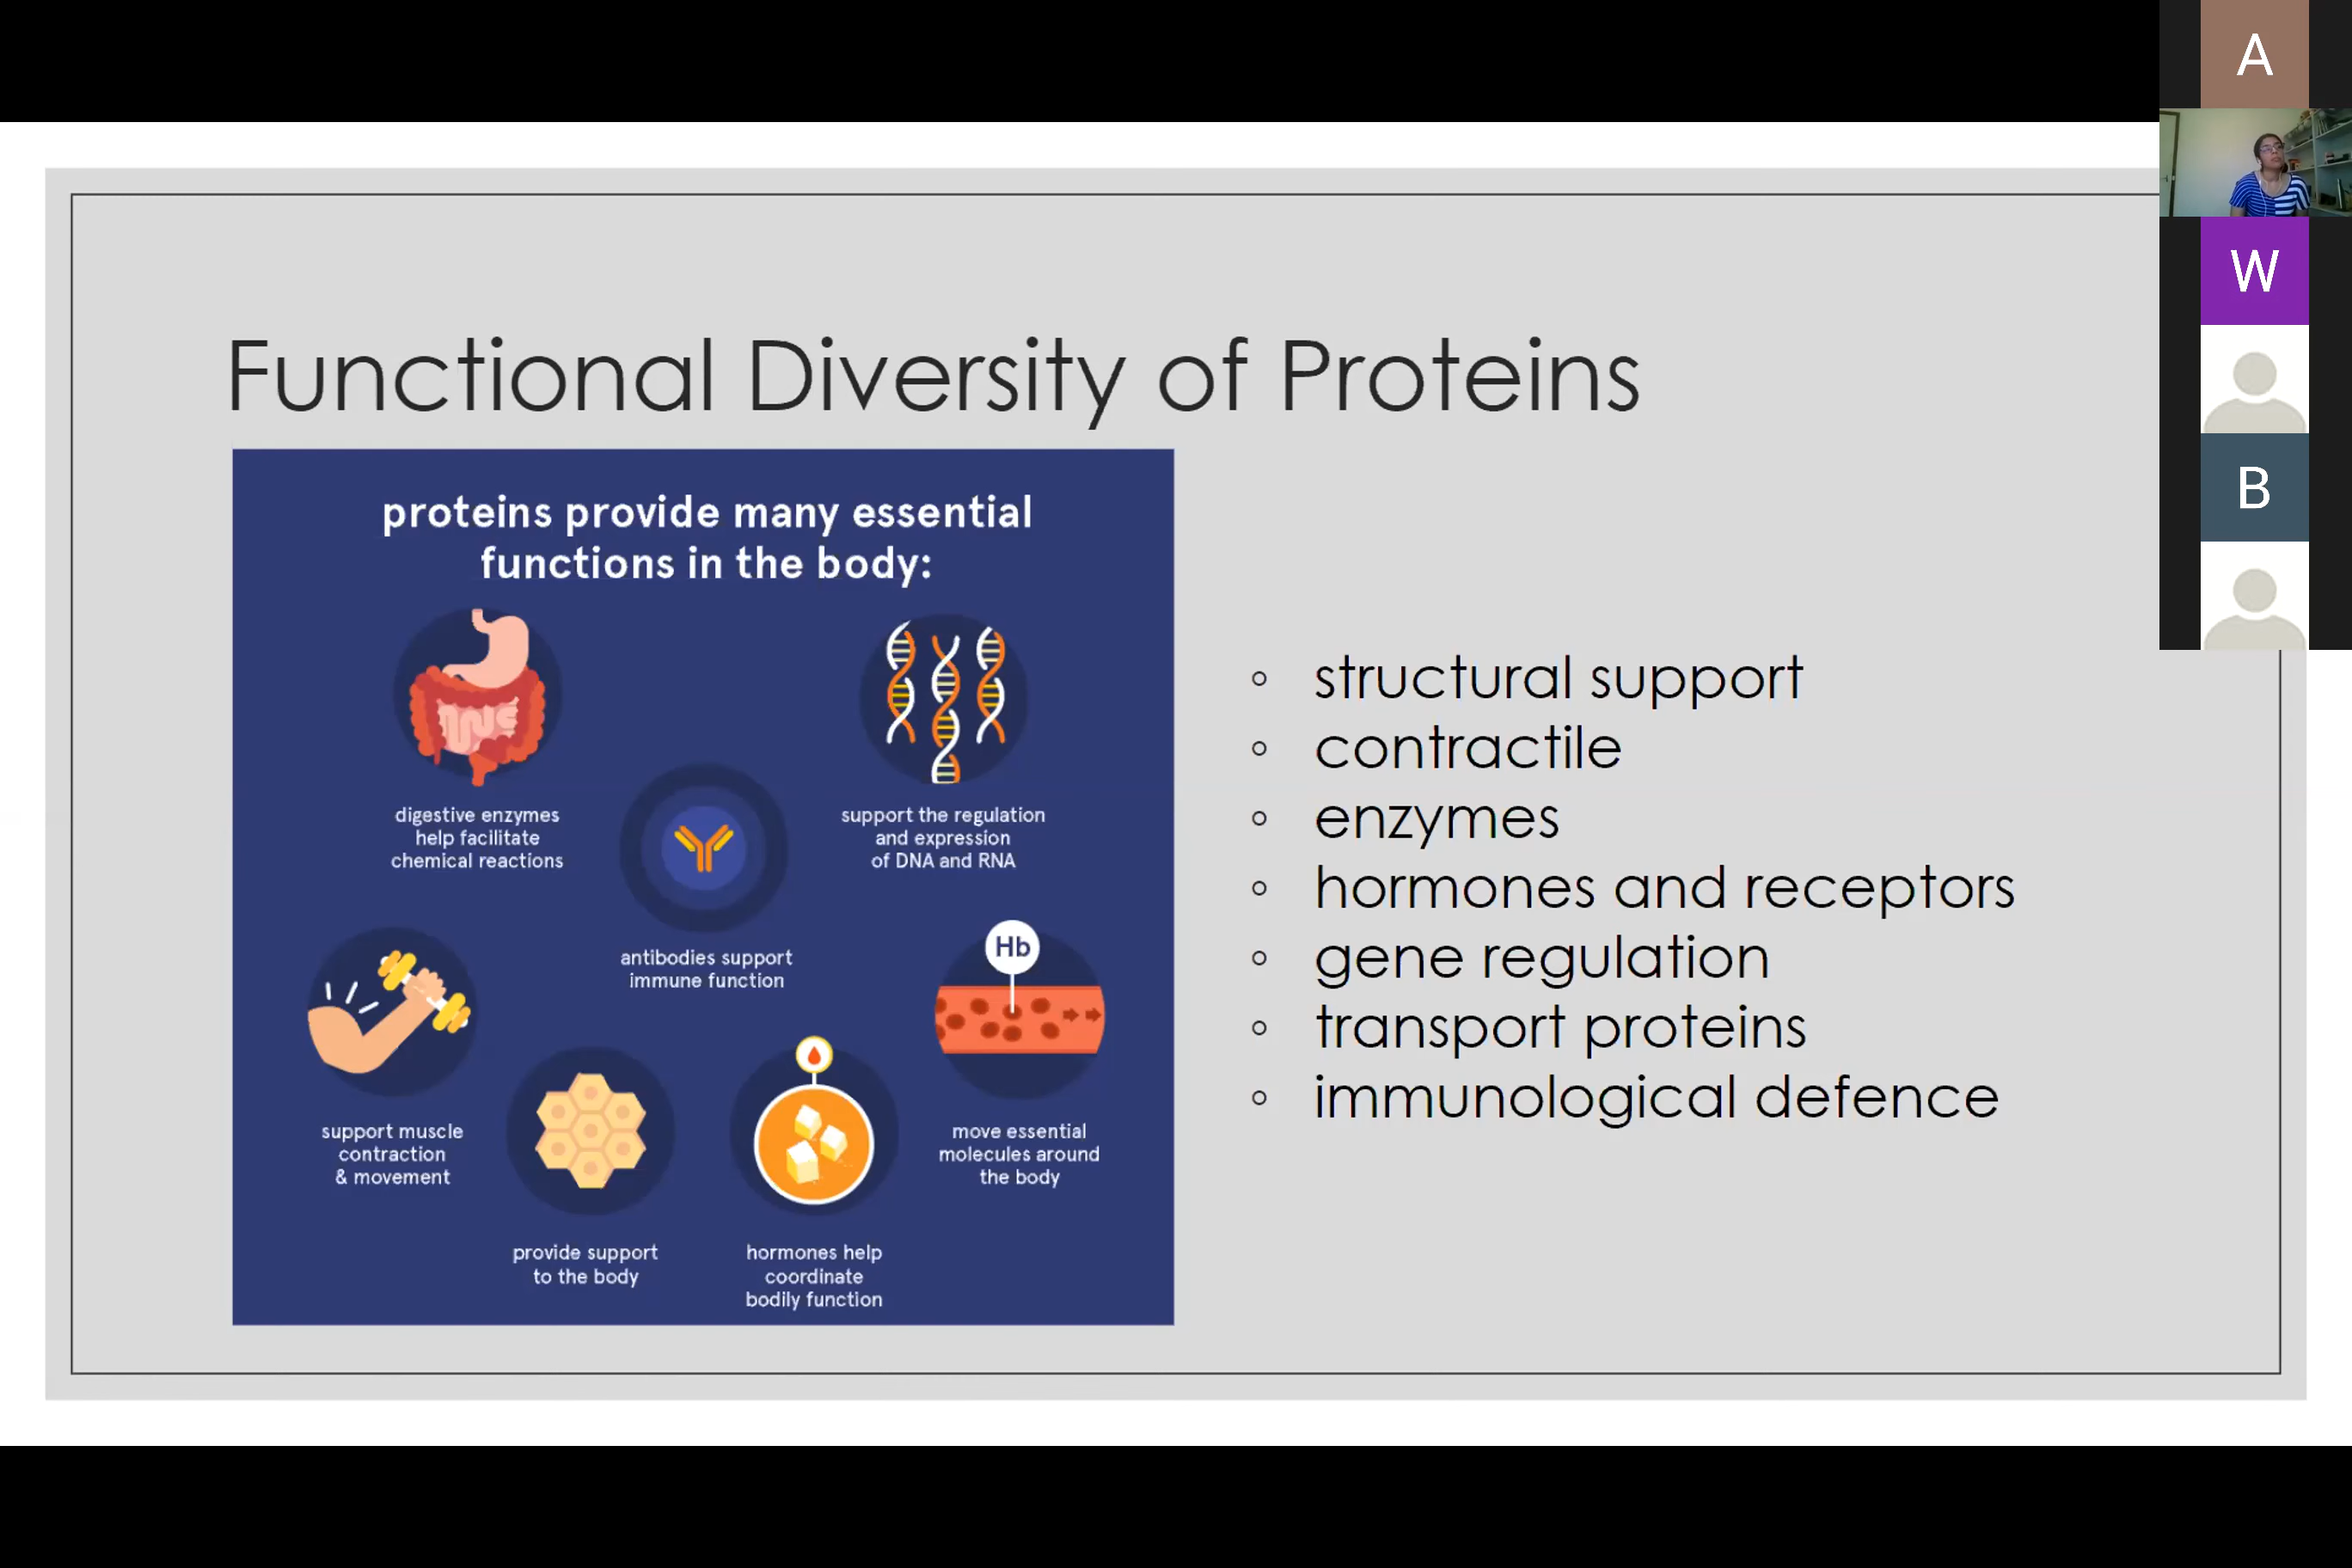 A
W
B
Functional Diversity of Proteins
proteins provide many essential
functions in the body:
digestive enzymes
help facilitate
chemical reactions
support the regulation
and expression
of DNA and RNA
antibodies support
immune function
Hb
support muscle
contraction
& movement
move essential
molecules around
the body
provide support
to the body
hormones help
coordinate
bodily function
structural support
contractile
enzymes
hormones and receptors
gene regulation
transport proteins
immunological defence